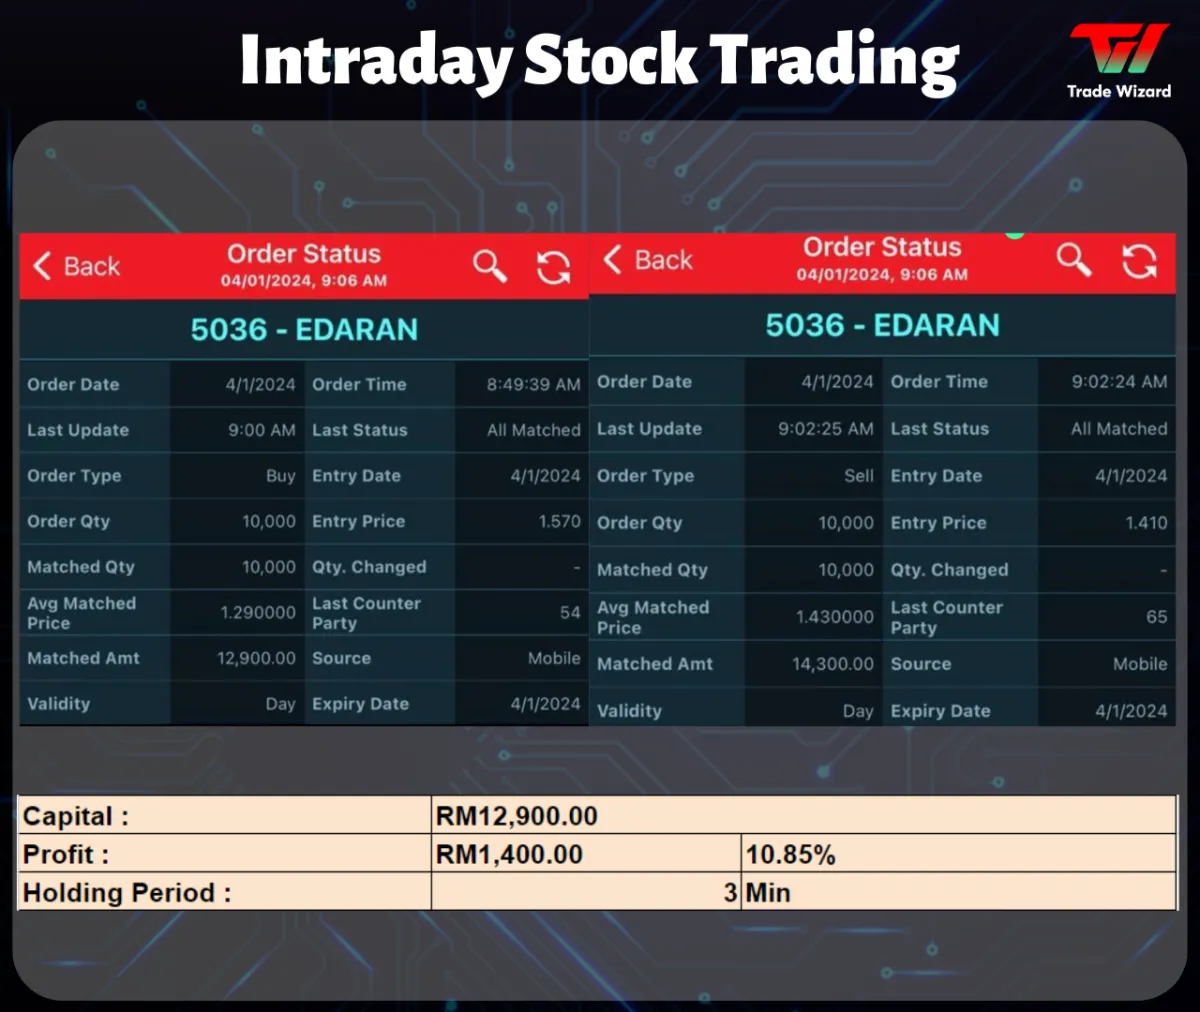 Intraday Stock Trading
Trade Wizard
Back
Order Status
04/01/2024, 9:06 AM
5036 - EDARAN
Order Date 4/1/2024 Order Time 8:49:39 AM
Last Update 9:00 AM Last Status All Matched
Order Type Buy Entry Date 4/1/2024
Order Qty 10,000 Entry Price 1.570
Matched Qty 10,000 Qty. Changed -
Avg Matched Price 1.290000 Last Counter Party 54
Matched Amt 12,900.00 Source Mobile
Validity Day Expiry Date 4/1/2024
Back
Order Status
04/01/2024, 9:06 AM
5036 - EDARAN
Order Date 4/1/2024 Order Time 9:02:24 AM
Last Update 9:02:25 AM Last Status All Matched
Order Type Sell Entry Date 4/1/2024
Order Qty 10,000 Entry Price 1.410
Matched Qty 10,000 Qty. Changed -
Avg Matched Price 1.430000 Last Counter Party 65
Matched Amt 14,300.00 Source Mobile
Validity Day Expiry Date 4/1/2024
Capital : RM12,900.00
Profit : RM1,400.00 10.85%
Holding Period : 3 Min